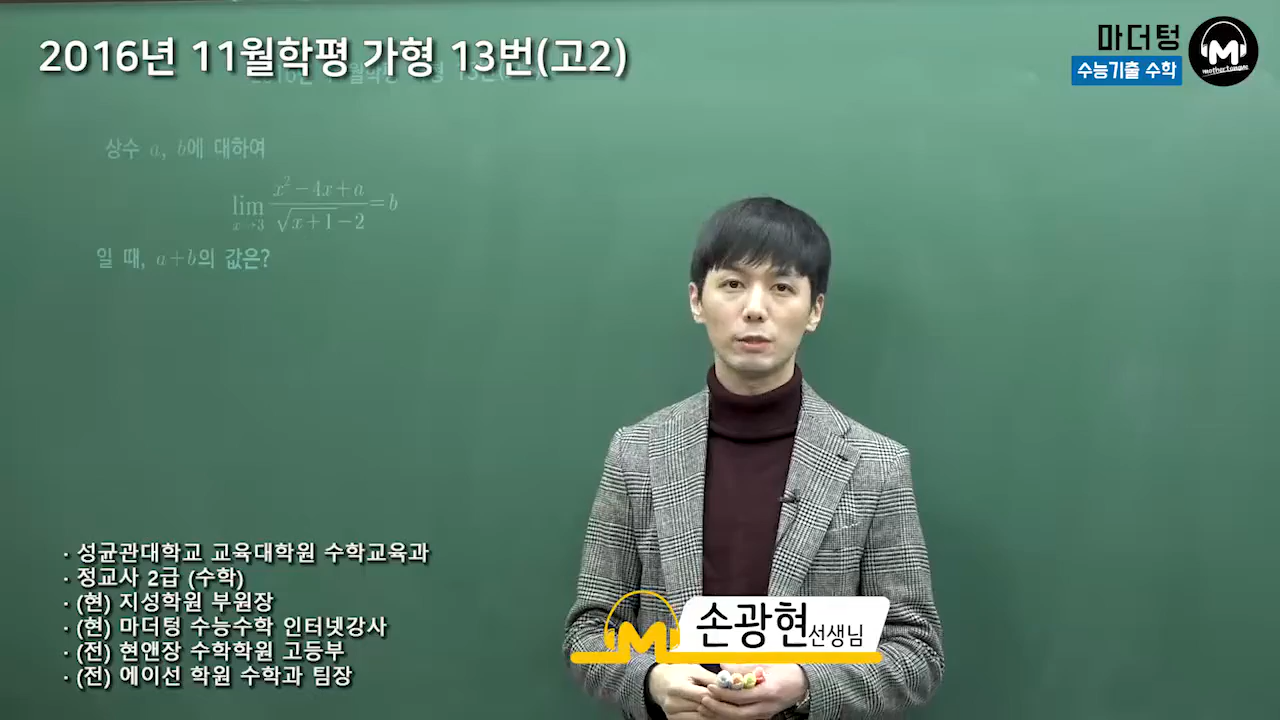 2016년 11월학평 가형 13번(고2)
마더텅
수능기출 수학
M
mother tongue
상수 a, b에 대하여
lim x→3 (x² − 4x + a)/(√(x+1) − 2) = b
일 때, a+b의 값은?
· 성균관대학교 교육대학원 수학교육과
· 정교사 2급 (수학)
· (현) 지성학원 부원장
· (현) 마더텅 수능수학 인터넷강사
· (전) 현앤장 수학학원 고등부
· (전) 에이선 학원 수학과 팀장
M 손광현선생님